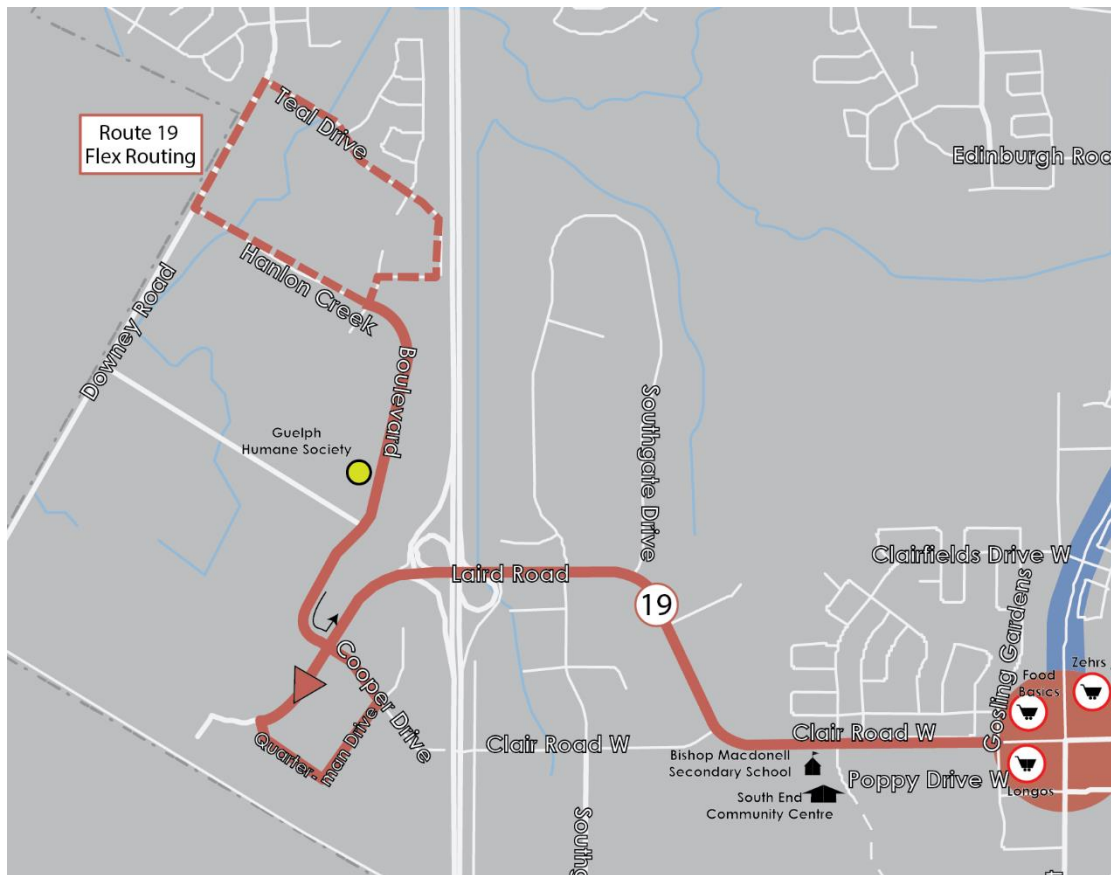 Teal Drive
Route 19
Flex Routing
Edinburgh Roa
Hanlon Creek
Downey Road
Boulevard
Guelph
Humane Society
Southgate Drive
Laird Road
Clairfields Drive W
19
Gosling Gardens
Cooper Drive
Zehrs
Food
Basics
Quarter-
man Drive
Clair Road W
Clair Road W
Bishop Macdonell
Secondary School
Poppy Drive W
Longos
South End
Community Centre
Southg
t